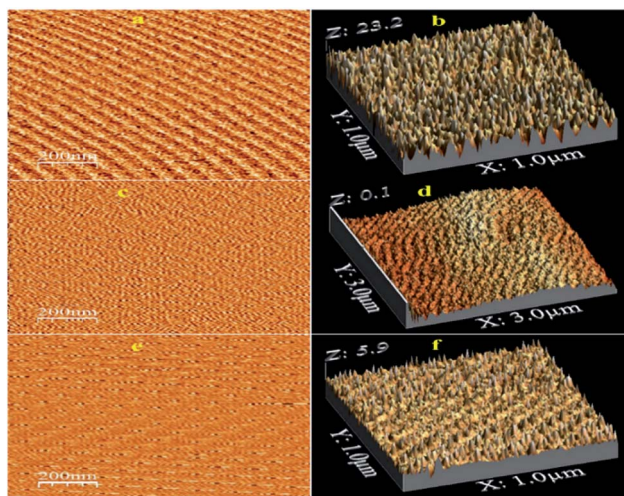 a
200nm
b
Z: 23.2
Y: 1.0µm
X: 1.0µm
c
200nm
d
Z: 0.1
Y: 3.0µm
X: 3.0µm
e
200nm
f
Z: 5.9
Y: 1.0µm
X: 1.0µm